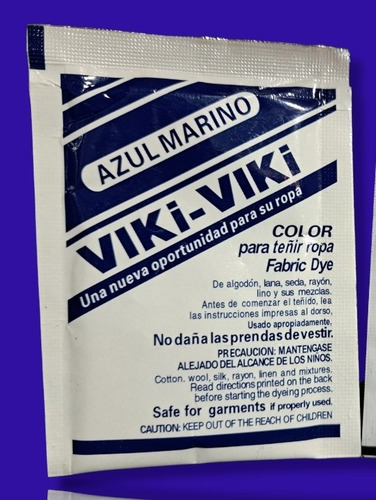 AZUL MARINO
VIKi-VIKi
Una nueva oportunidad para su ropa
COLOR
para teñir ropa
Fabric Dye
De algodón, lana, seda, rayón,
lino y sus mezclas.
Antes de comenzar el teñido, lea
las instrucciones impresas al dorso,
Usado apropiadamente,
No daña las prendas de vestir.
PRECAUCION: MANTENGASE
ALEJADO DEL ALCANCE DE LOS NIÑOS.
Cotton, wool, silk, rayon, linen and mixtures.
Read directions printed on the back
before starting the dyeing process.
Safe for garments if properly used.
CAUTION: KEEP OUT OF THE REACH OF CHILDREN